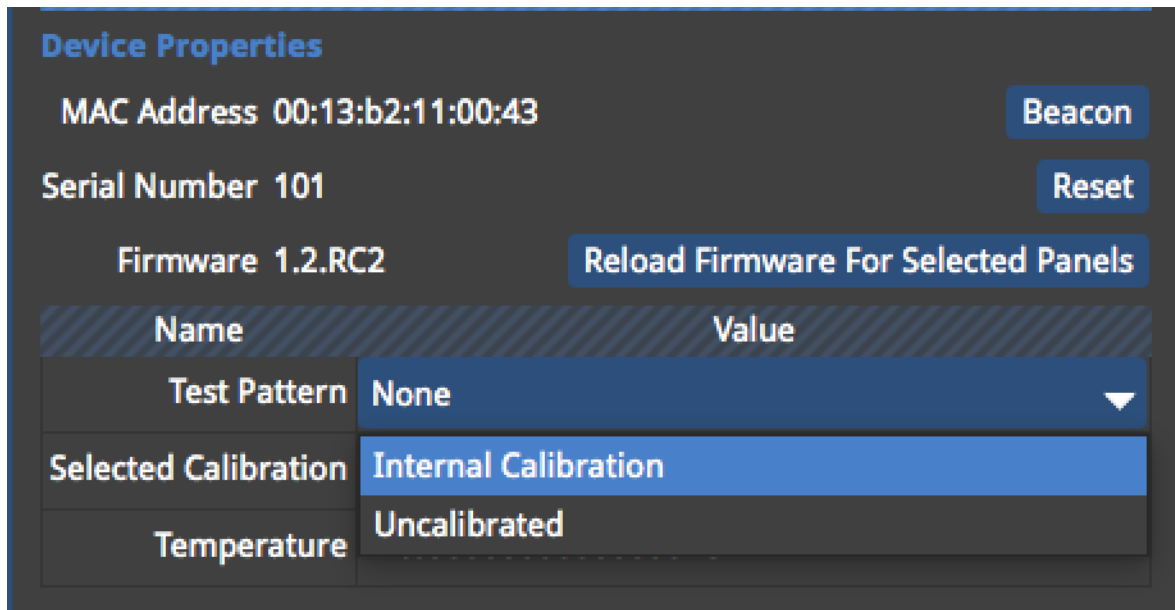 Device Properties
MAC Address 00:13:b2:11:00:43 Beacon
Serial Number 101 Reset
Firmware 1.2.RC2 Reload Firmware For Selected Panels
Name Value
Test Pattern None
Selected Calibration Internal Calibration
Uncalibrated
Temperature